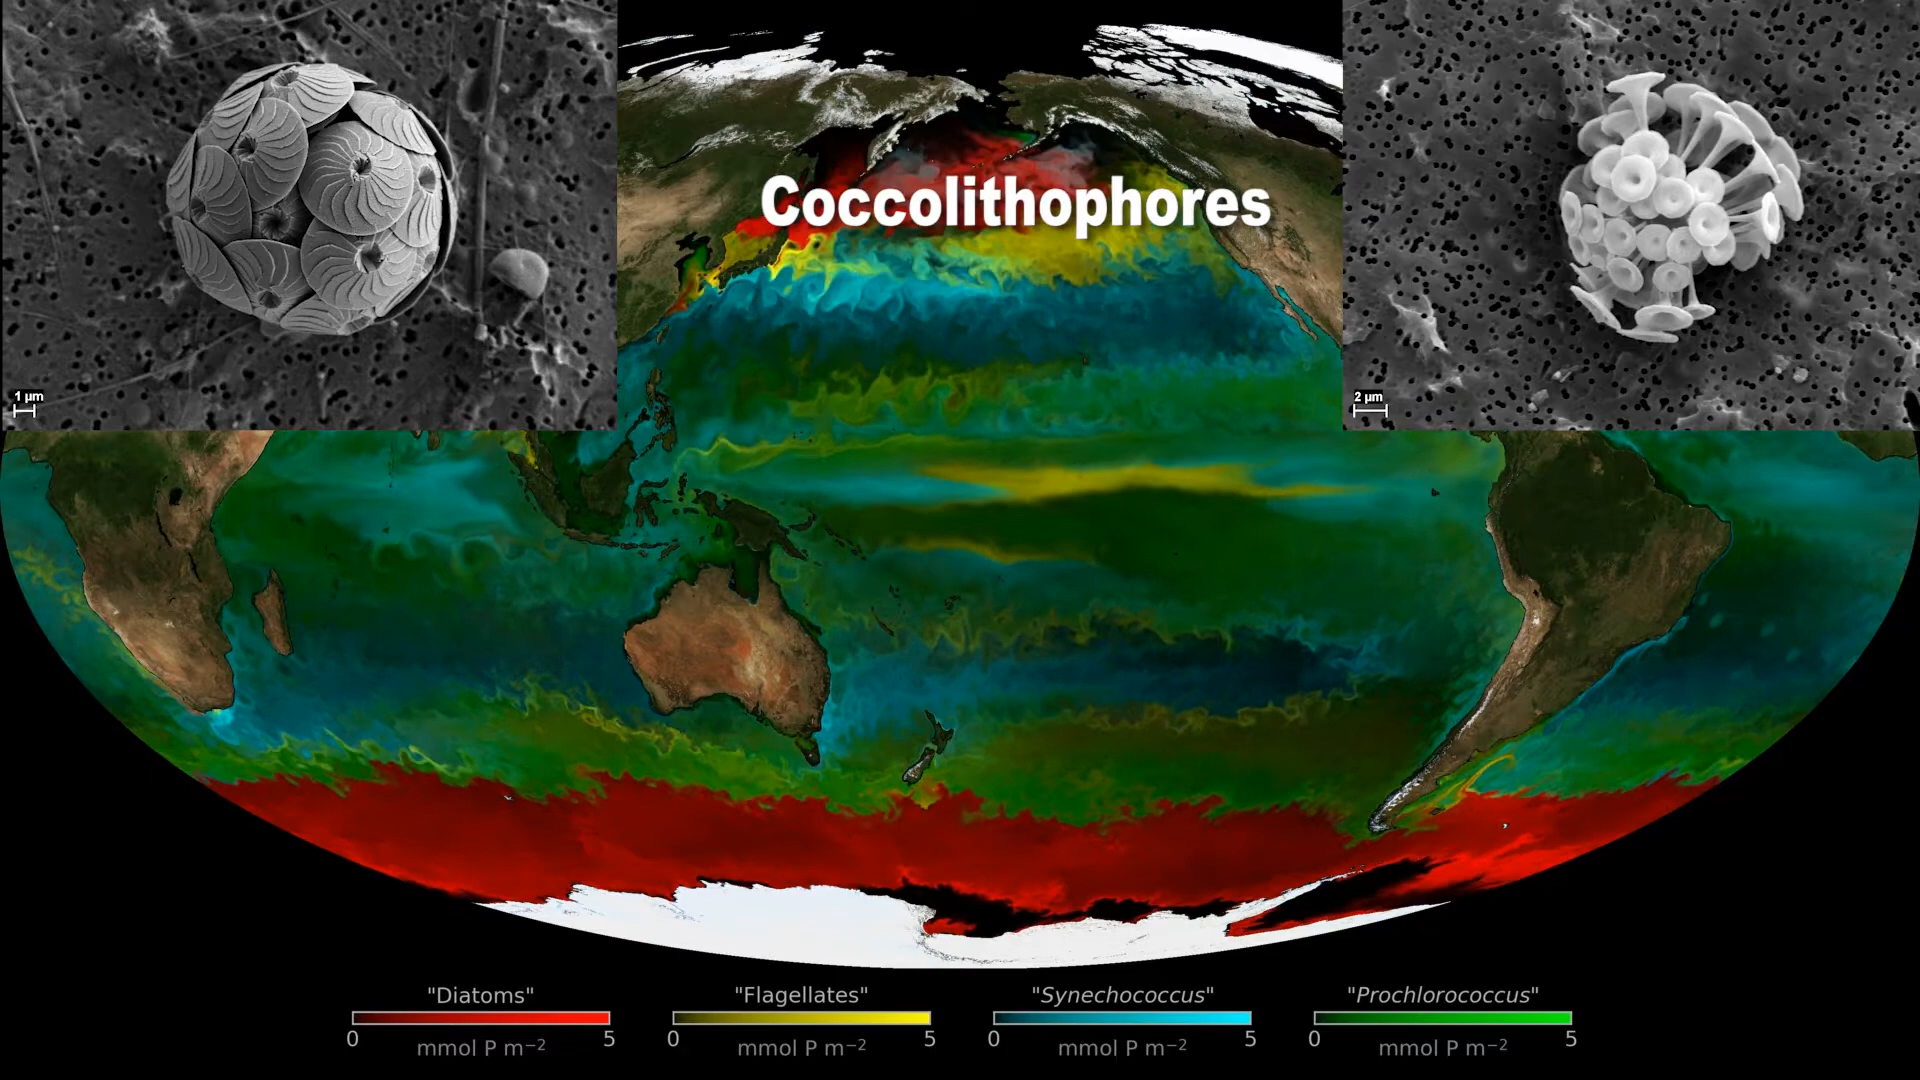 Coccolithophores
1 μm
2 μm
"Diatoms"
0 5
mmol P m−2
"Flagellates"
0 5
mmol P m−2
"Synechococcus"
0 5
mmol P m−2
"Prochlorococcus"
0 5
mmol P m−2